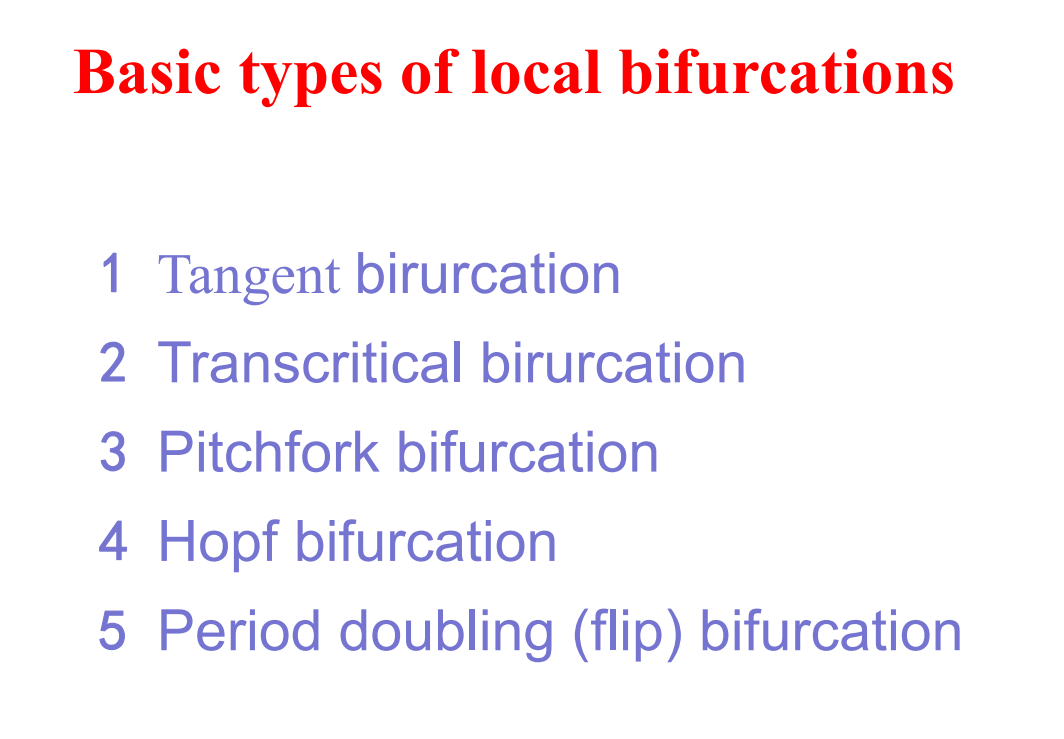 Basic types of local bifurcations
1 Tangent birurcation
2 Transcritical birurcation
3 Pitchfork bifurcation
4 Hopf bifurcation
5 Period doubling (flip) bifurcation